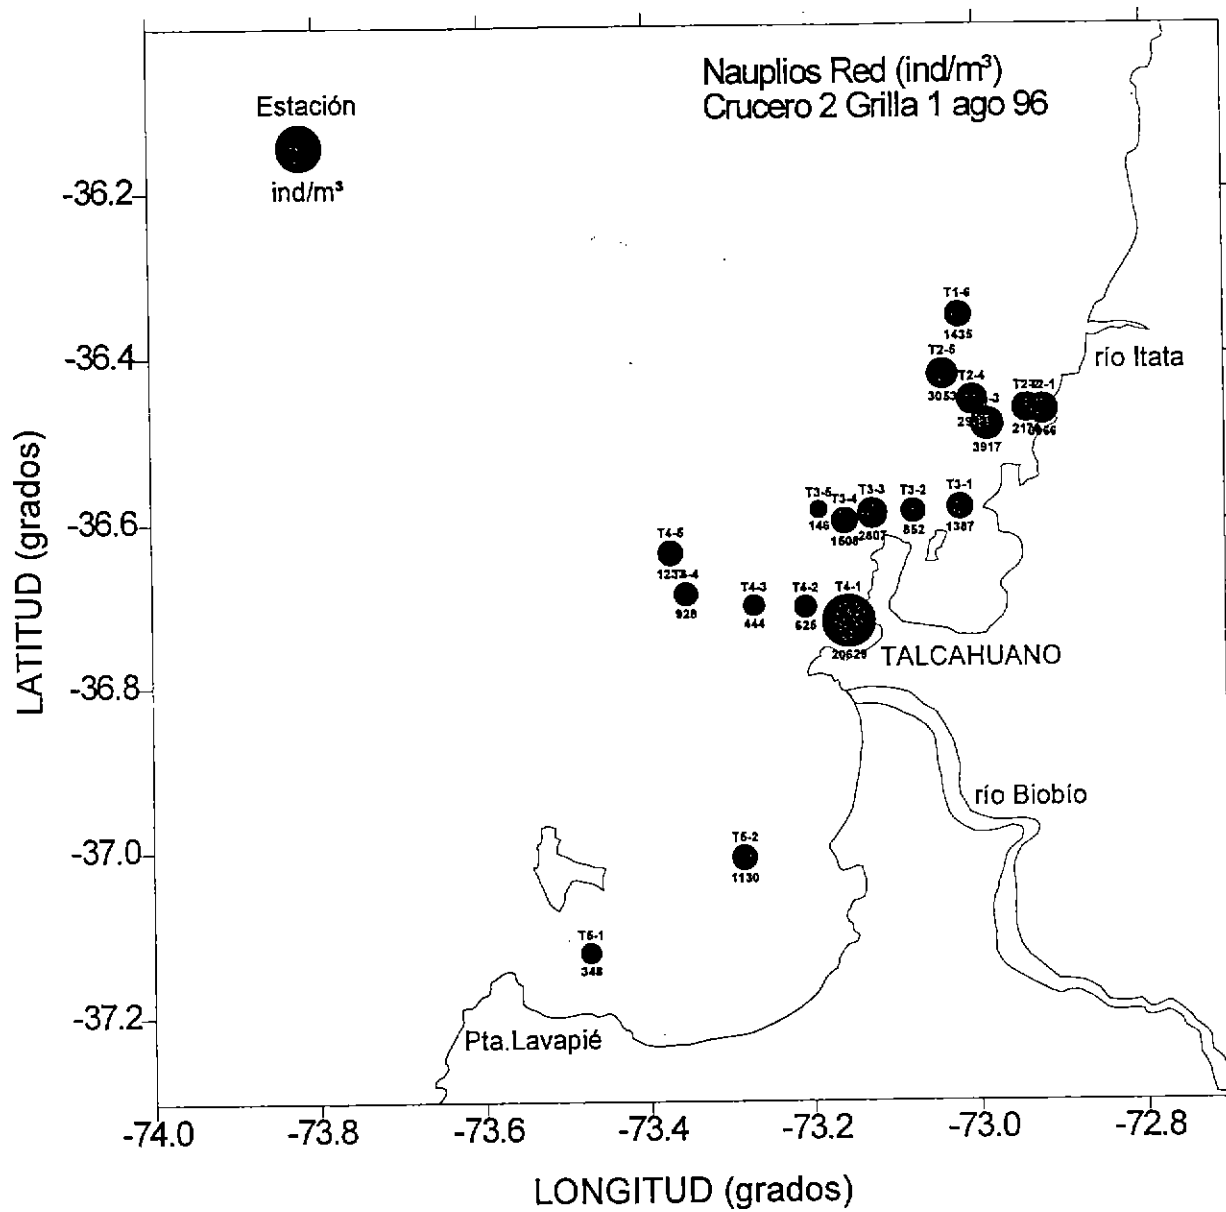 Nauplios Red (ind/m³)
Crucero 2 Grilla 1 ago 96
Estación
ind/m³
-36.2
-36.4
-36.6
-36.8
-37.0
-37.2
LATITUD (grados)
T1-6
1435
río Itata
T2-5
3053
T2-4
3917
T3-5
146
T3-4
1508
T3-3
2807
T3-2
852
T3-1
1387
T4-5
928
T4-3
444
T4-2
625
T4-1
20629
TALCAHUANO
río Biobío
T5-2
1130
T5-1
348
Pta.Lavapié
-74.0
-73.8
-73.6
-73.4
-73.2
-73.0
-72.8
LONGITUD (grados)